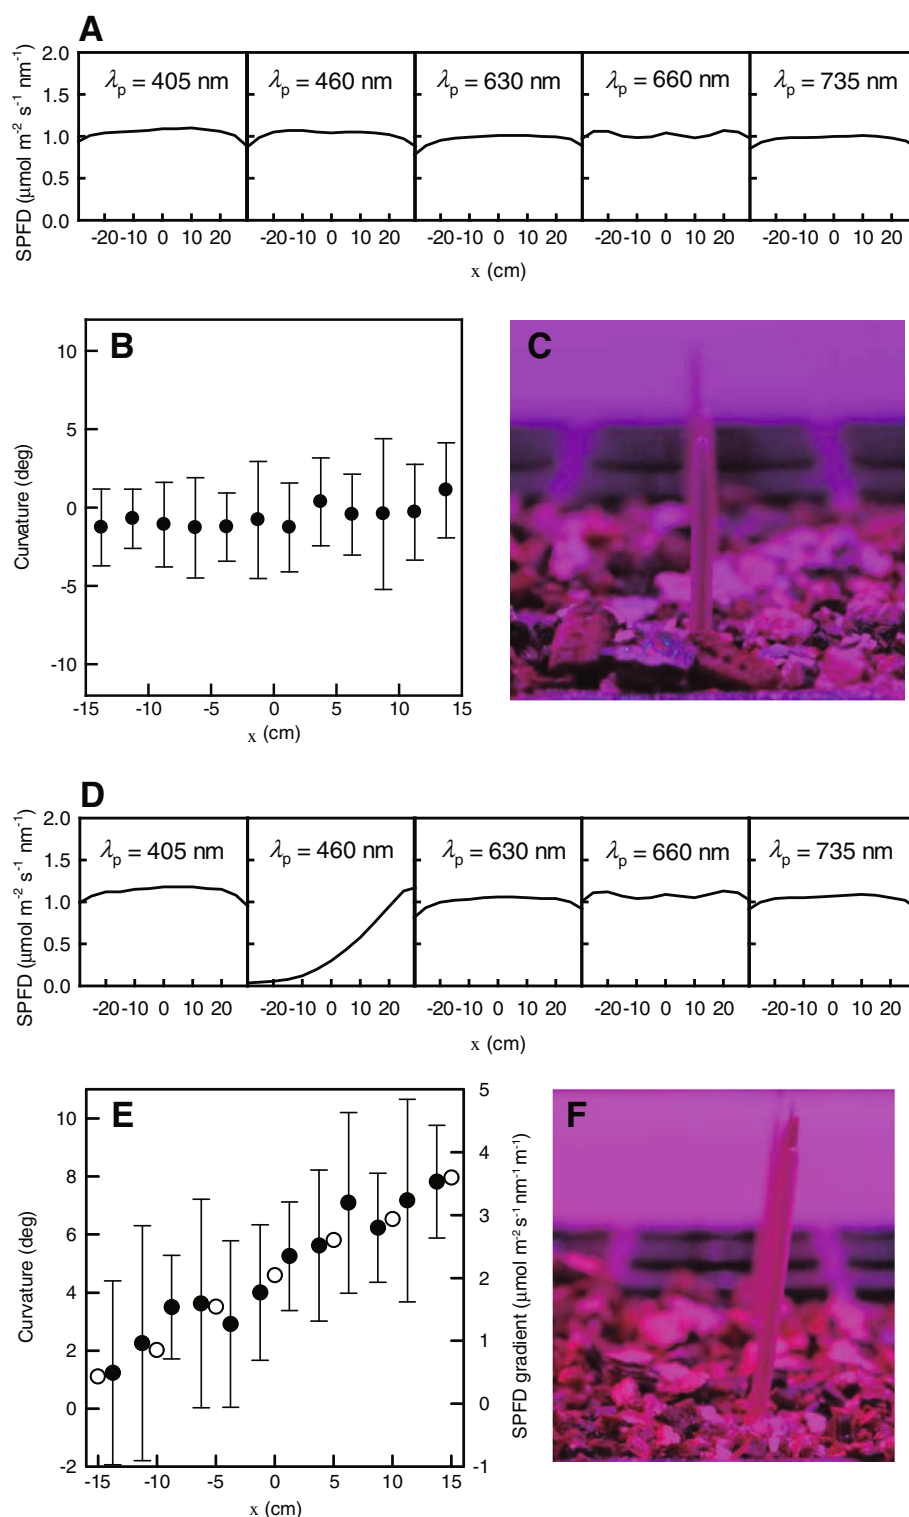 A
SPFD (μmol m⁻² s⁻¹ nm⁻¹)
2.0
1.5
1.0
0.5
0.0
λp = 405 nm
λp = 460 nm
λp = 630 nm
λp = 660 nm
λp = 735 nm
-20 -10 0 10 20
-20 -10 0 10 20
-20 -10 0 10 20
-20 -10 0 10 20
-20 -10 0 10 20
x (cm)
B
Curvature (deg)
10
5
0
-5
-10
-15 -10 -5 0 5 10 15
x (cm)
C
D
SPFD (μmol m⁻² s⁻¹ nm⁻¹)
2.0
1.5
1.0
0.5
0.0
λp = 405 nm
λp = 460 nm
λp = 630 nm
λp = 660 nm
λp = 735 nm
-20 -10 0 10 20
-20 -10 0 10 20
-20 -10 0 10 20
-20 -10 0 10 20
-20 -10 0 10 20
x (cm)
E
Curvature (deg)
10
8
6
4
2
0
-2
-15 -10 -5 0 5 10 15
x (cm)
5
4
3
2
1
0
-1
SPFD gradient (μmol m⁻² s⁻¹ nm⁻¹ m⁻¹)
F